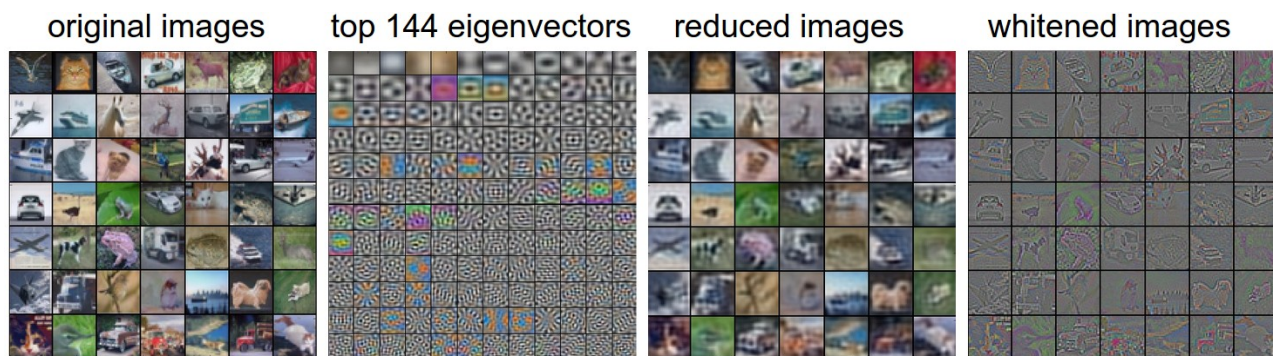 original images
top 144 eigenvectors
reduced images
whitened images